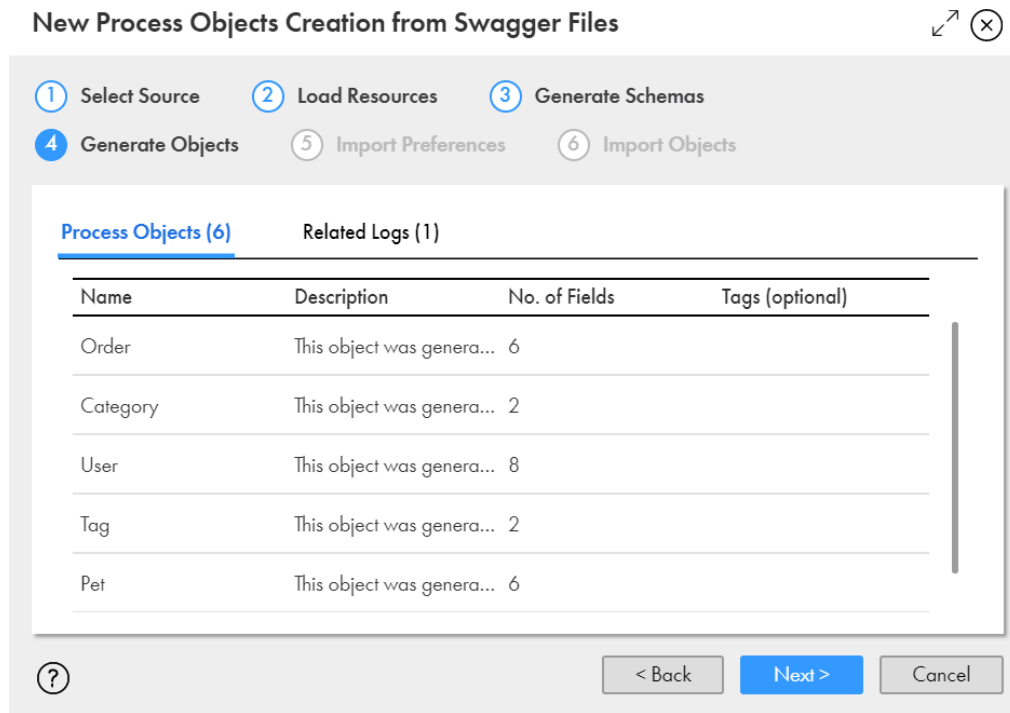 New Process Objects Creation from Swagger Files
1 Select Source 2 Load Resources 3 Generate Schemas
4 Generate Objects 5 Import Preferences 6 Import Objects
Process Objects (6) Related Logs (1)
Name Description No. of Fields Tags (optional)
Order This object was genera... 6
Category This object was genera... 2
User This object was genera... 8
Tag This object was genera... 2
Pet This object was genera... 6
? < Back Next > Cancel